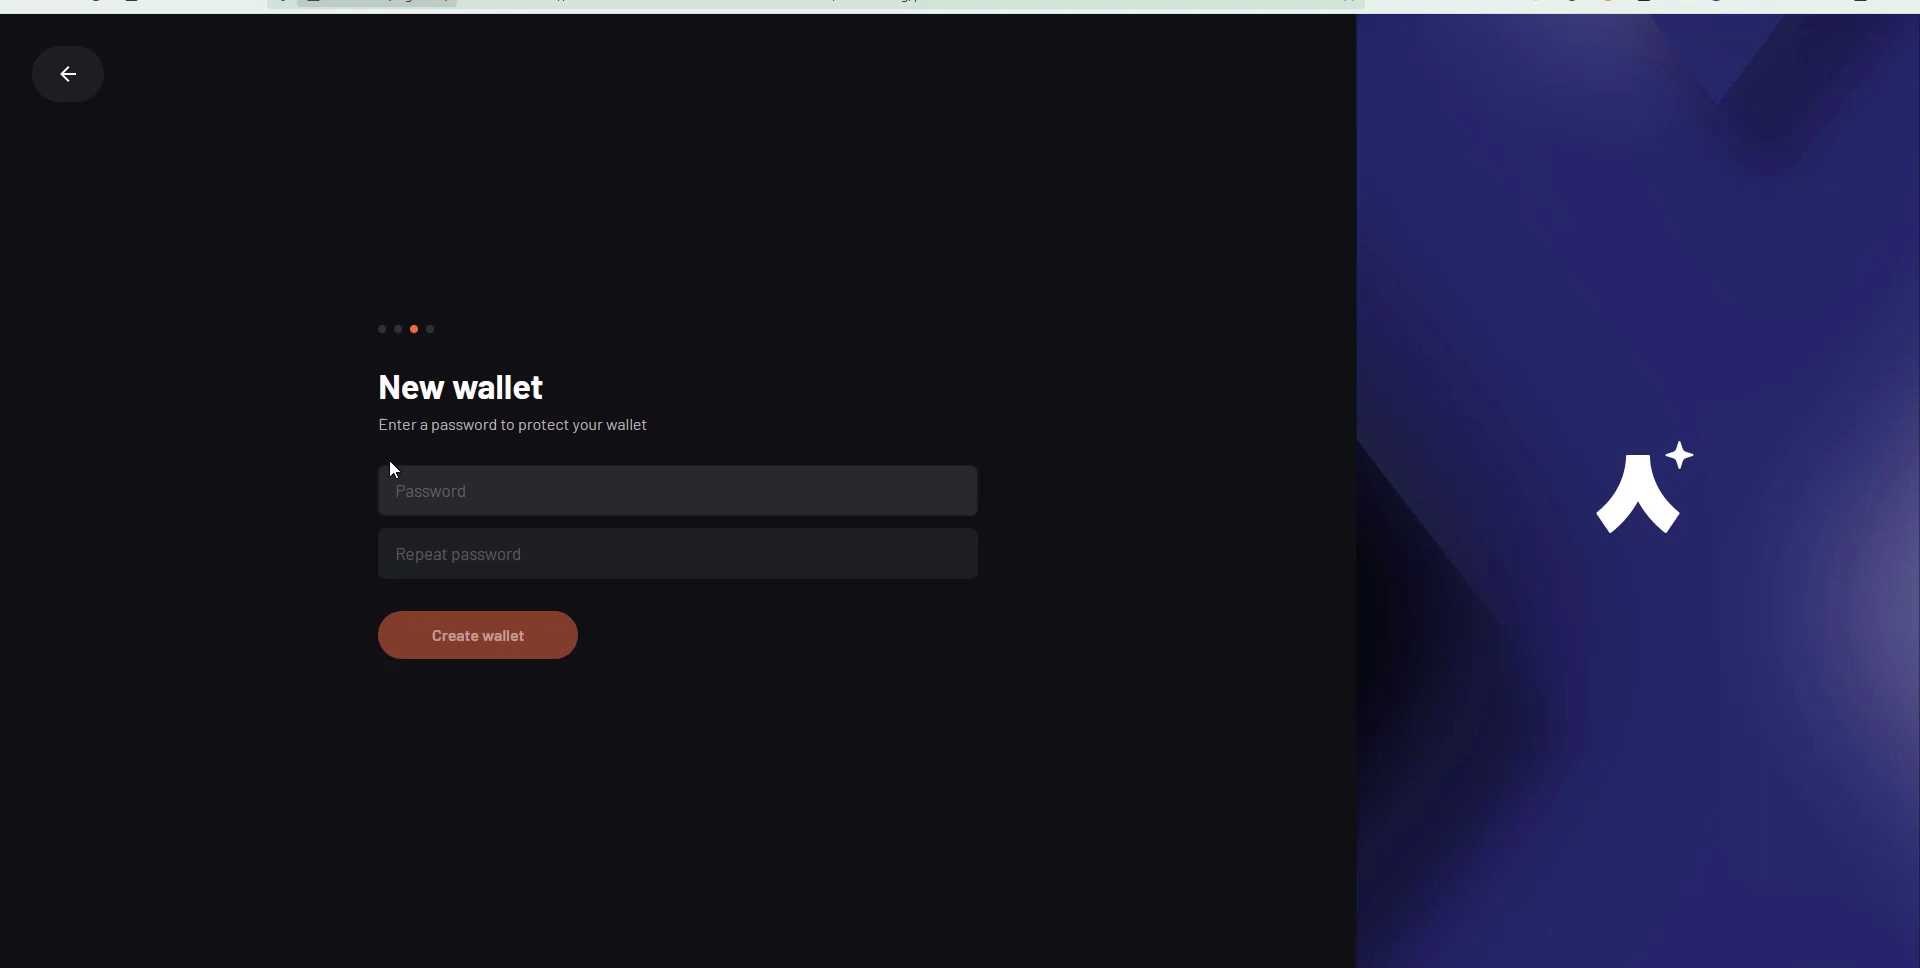 New wallet
Enter a password to protect your wallet
Password
Repeat password
Create wallet